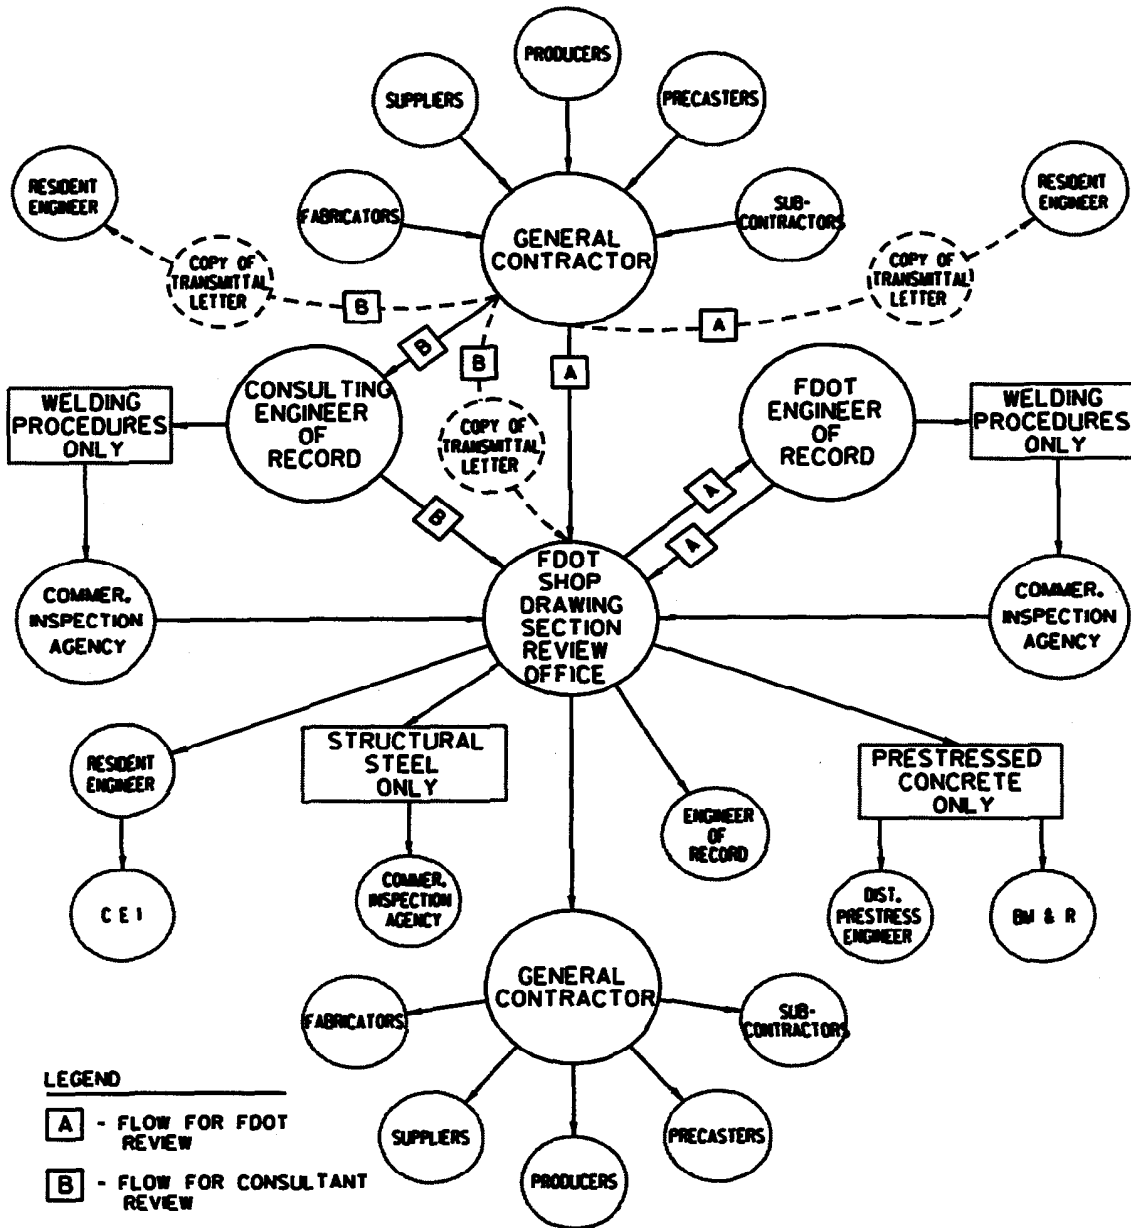 PRODUCERS
SUPPLIERS
PRECASTERS
RESIDENT
ENGINEER
FABRICATORS
GENERAL
CONTRACTOR
SUB-
CONTRACTORS
RESIDENT
ENGINEER
COPY OF
TRANSMITTAL
LETTER
COPY OF
TRANSMITTAL
LETTER
B
A
B
B
A
WELDING
PROCEDURES
ONLY
CONSULTING
ENGINEER
OF
RECORD
COPY OF
TRANSMITTAL
LETTER
FDOT
ENGINEER
OF
RECORD
WELDING
PROCEDURES
ONLY
B
A
A
COMMER.
INSPECTION
AGENCY
FDOT
SHOP
DRAWING
SECTION
REVIEW
OFFICE
COMMER.
INSPECTION
AGENCY
RESIDENT
ENGINEER
STRUCTURAL
STEEL
ONLY
ENGINEER
OF
RECORD
PRESTRESSED
CONCRETE
ONLY
C E I
COMMER.
INSPECTION
AGENCY
DIST.
PRESTRESS
ENGINEER
BM & R
GENERAL
CONTRACTOR
FABRICATORS
SUB-
CONTRACTORS
SUPPLIERS
PRODUCERS
PRECASTERS
LEGEND
A - FLOW FOR FDOT
REVIEW
B - FLOW FOR CONSULTANT
REVIEW